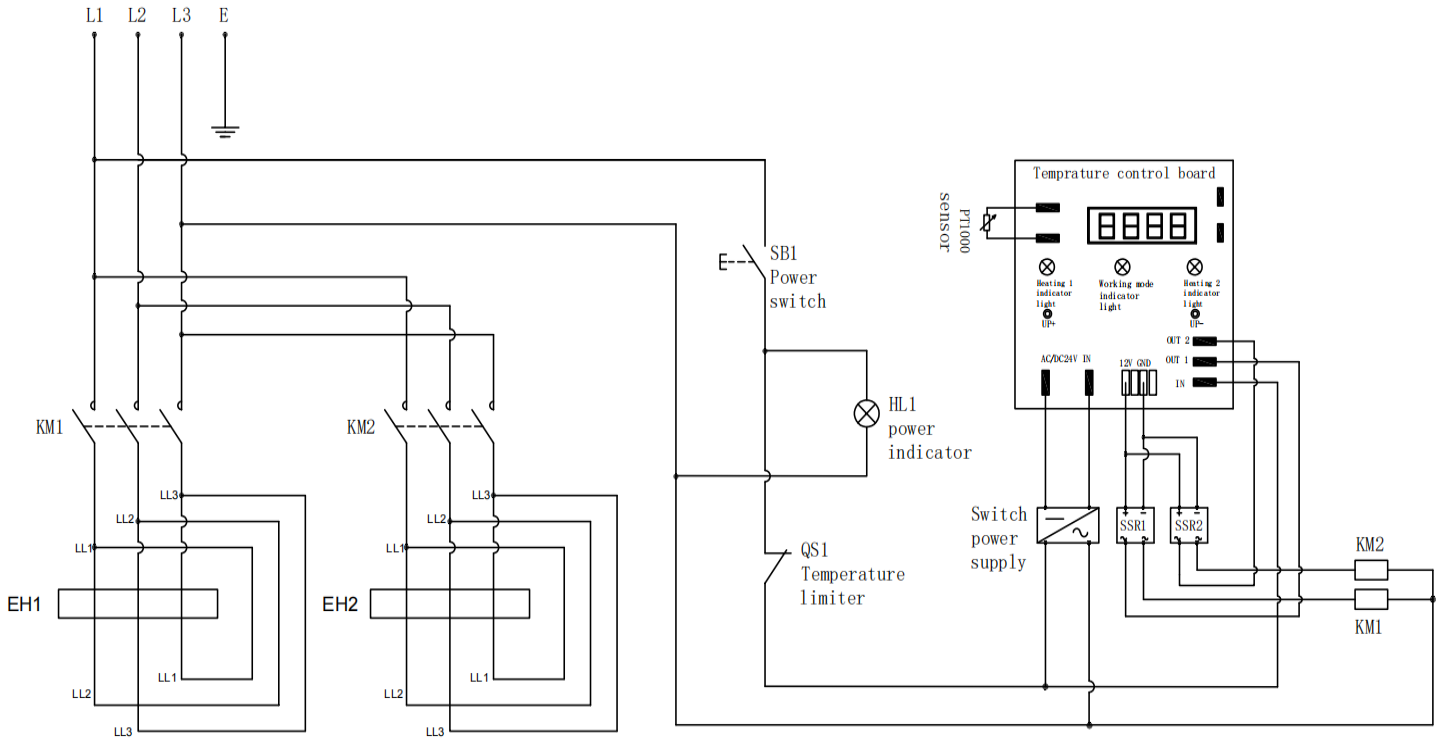 L1 L2 L3 E
Temprature control board
PT1000
sensor
8888
SB1
Power
switch
Heating 1
indicator
light
UP+
Working mode
indicator
light
Heating 2
indicator
light
UP-
OUT 2
OUT 1
IN
AC/DC24V IN
12V GND
HL1
power
indicator
KM1
KM2
LL3
LL2
LL1
LL3
LL2
LL1
Switch
power
supply
+ -
SSR1
+ -
SSR2
QS1
Temperature
limiter
KM2
KM1
EH1
EH2
LL1
LL2
LL3
LL1
LL2
LL3